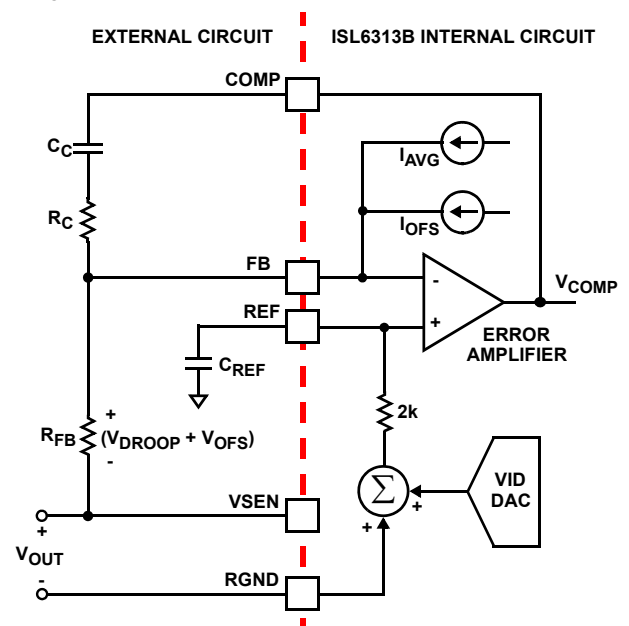 EXTERNAL CIRCUIT
ISL6313B INTERNAL CIRCUIT
COMP
CC
IAVG
RC
IOFS
FB
-
VCOMP
REF
+
ERROR
AMPLIFIER
CREF
2k
+
RFB
(VDROOP + VOFS)
-
VID
DAC
Σ
VSEN
+
+
+
VOUT
-
RGND